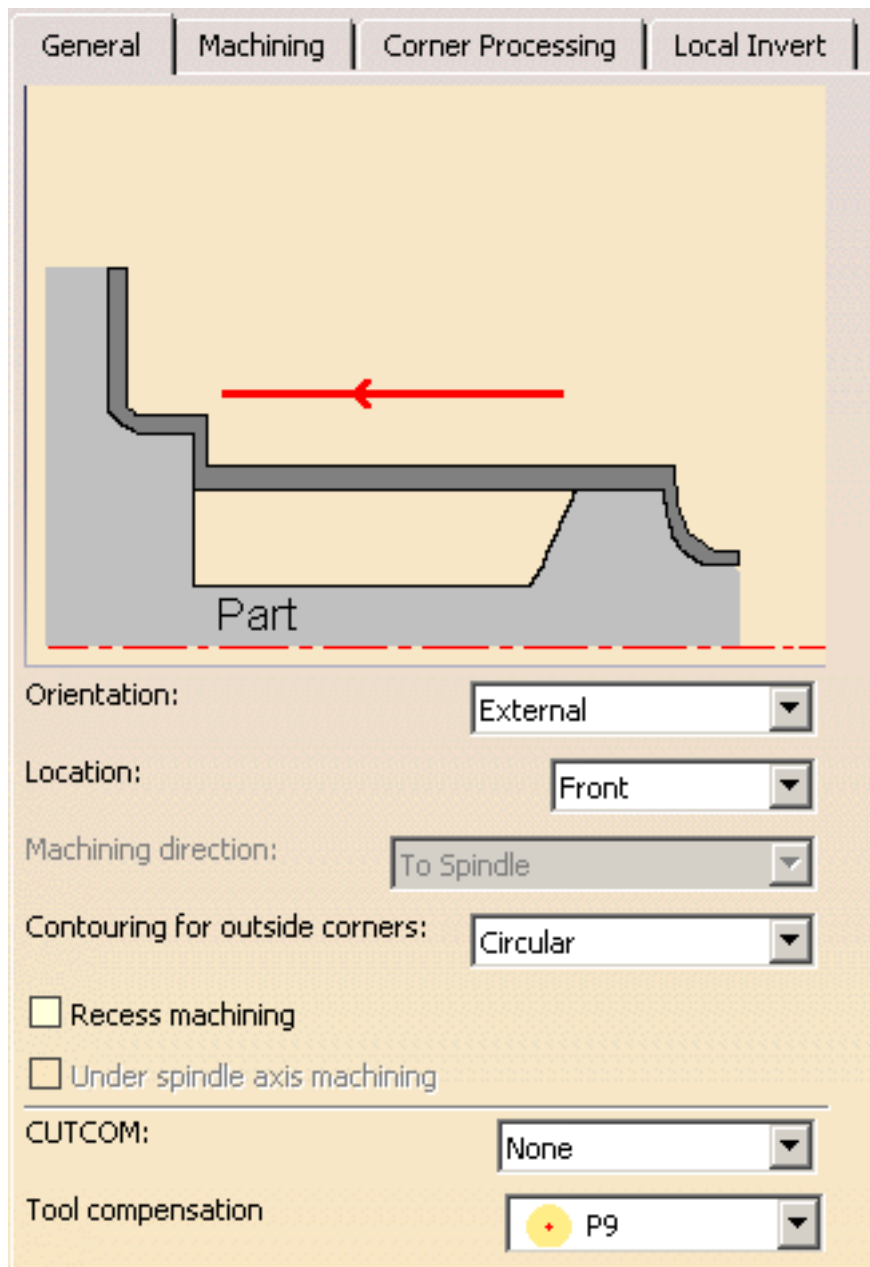 General Machining Corner Processing Local Invert
Part
Orientation: External
Location: Front
Machining direction: To Spindle
Contouring for outside corners: Circular
Recess machining
Under spindle axis machining
CUTCOM: None
Tool compensation P9